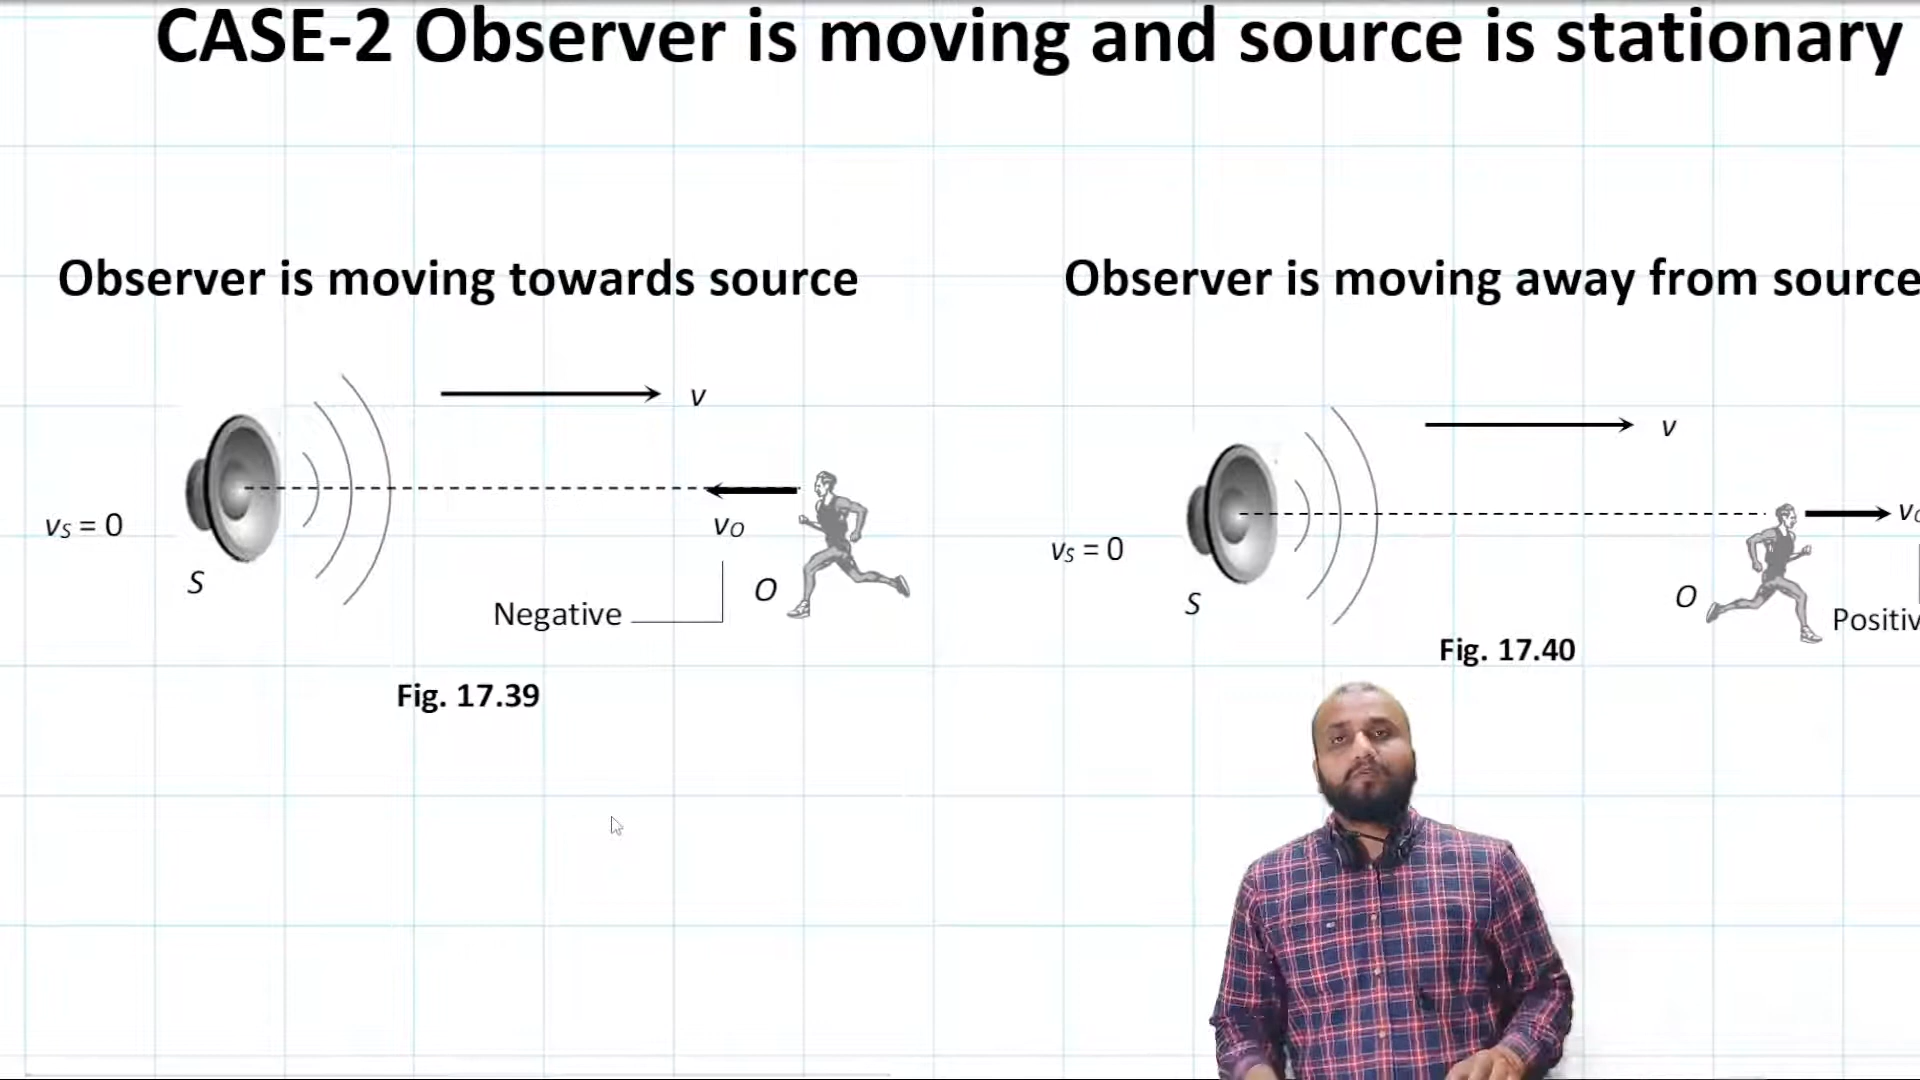 CASE-2 Observer is moving and source is stationary
Observer is moving towards source
v
vS = 0
vO
S
O
Negative
Fig. 17.39
Observer is moving away from source
v
vS = 0
S
O
Fig. 17.40